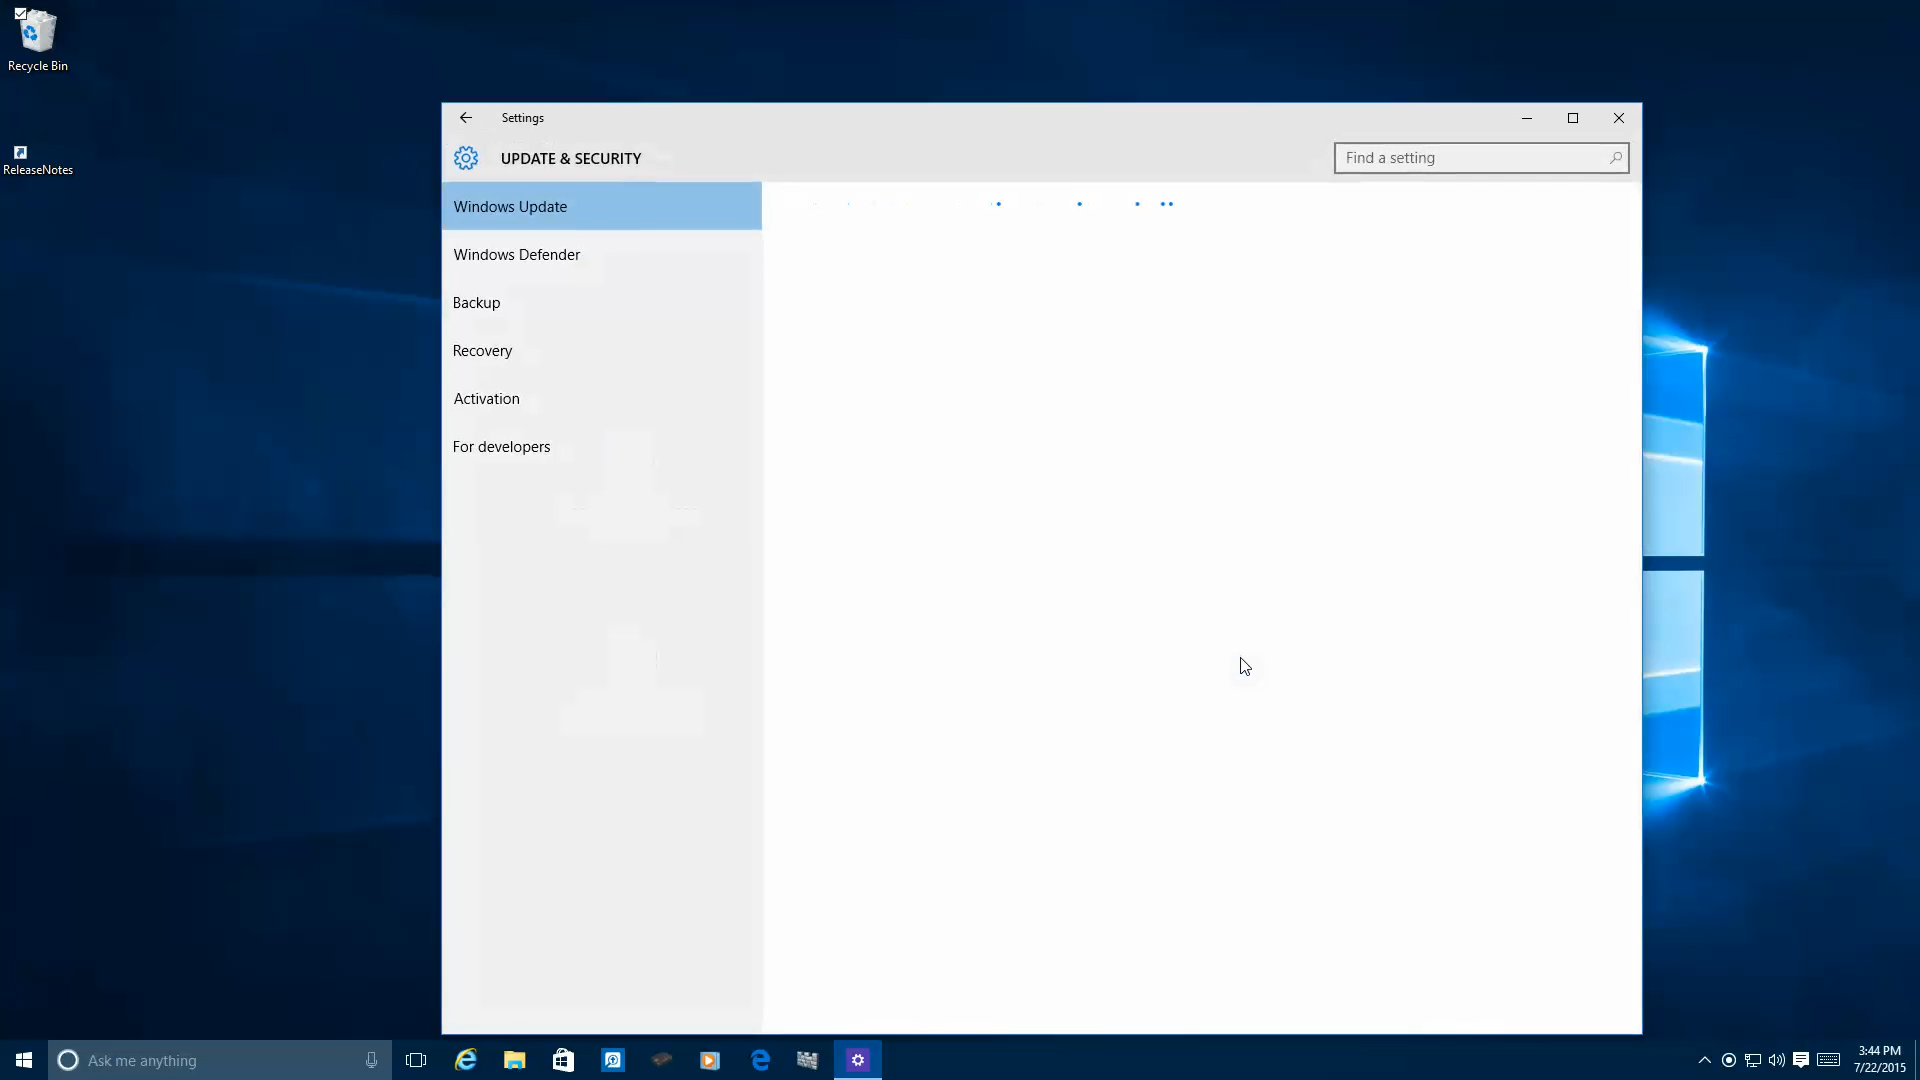 Recycle Bin
ReleaseNotes
Settings
UPDATE & SECURITY
Find a setting
Windows Update
Windows Defender
Backup
Recovery
Activation
For developers
Ask me anything
3:44 PM
7/22/2015